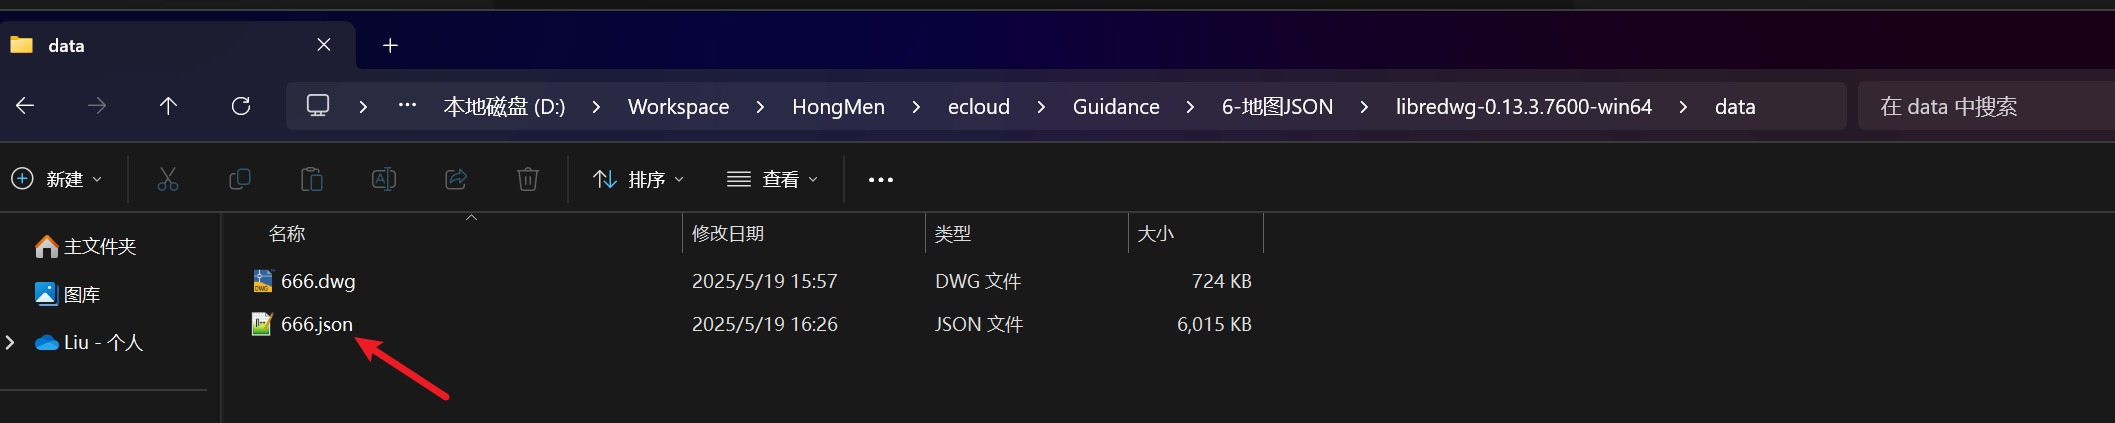 data
本地磁盘 (D:) Workspace HongMen ecloud Guidance 6-地图JSON libredwg-0.13.3.7600-win64 data 在 data 中搜索
新建 排序 查看
名称 修改日期 类型 大小
主文件夹
666.dwg 2025/5/19 15:57 DWG 文件 724 KB
图库
666.json 2025/5/19 16:26 JSON 文件 6,015 KB
Liu - 个人